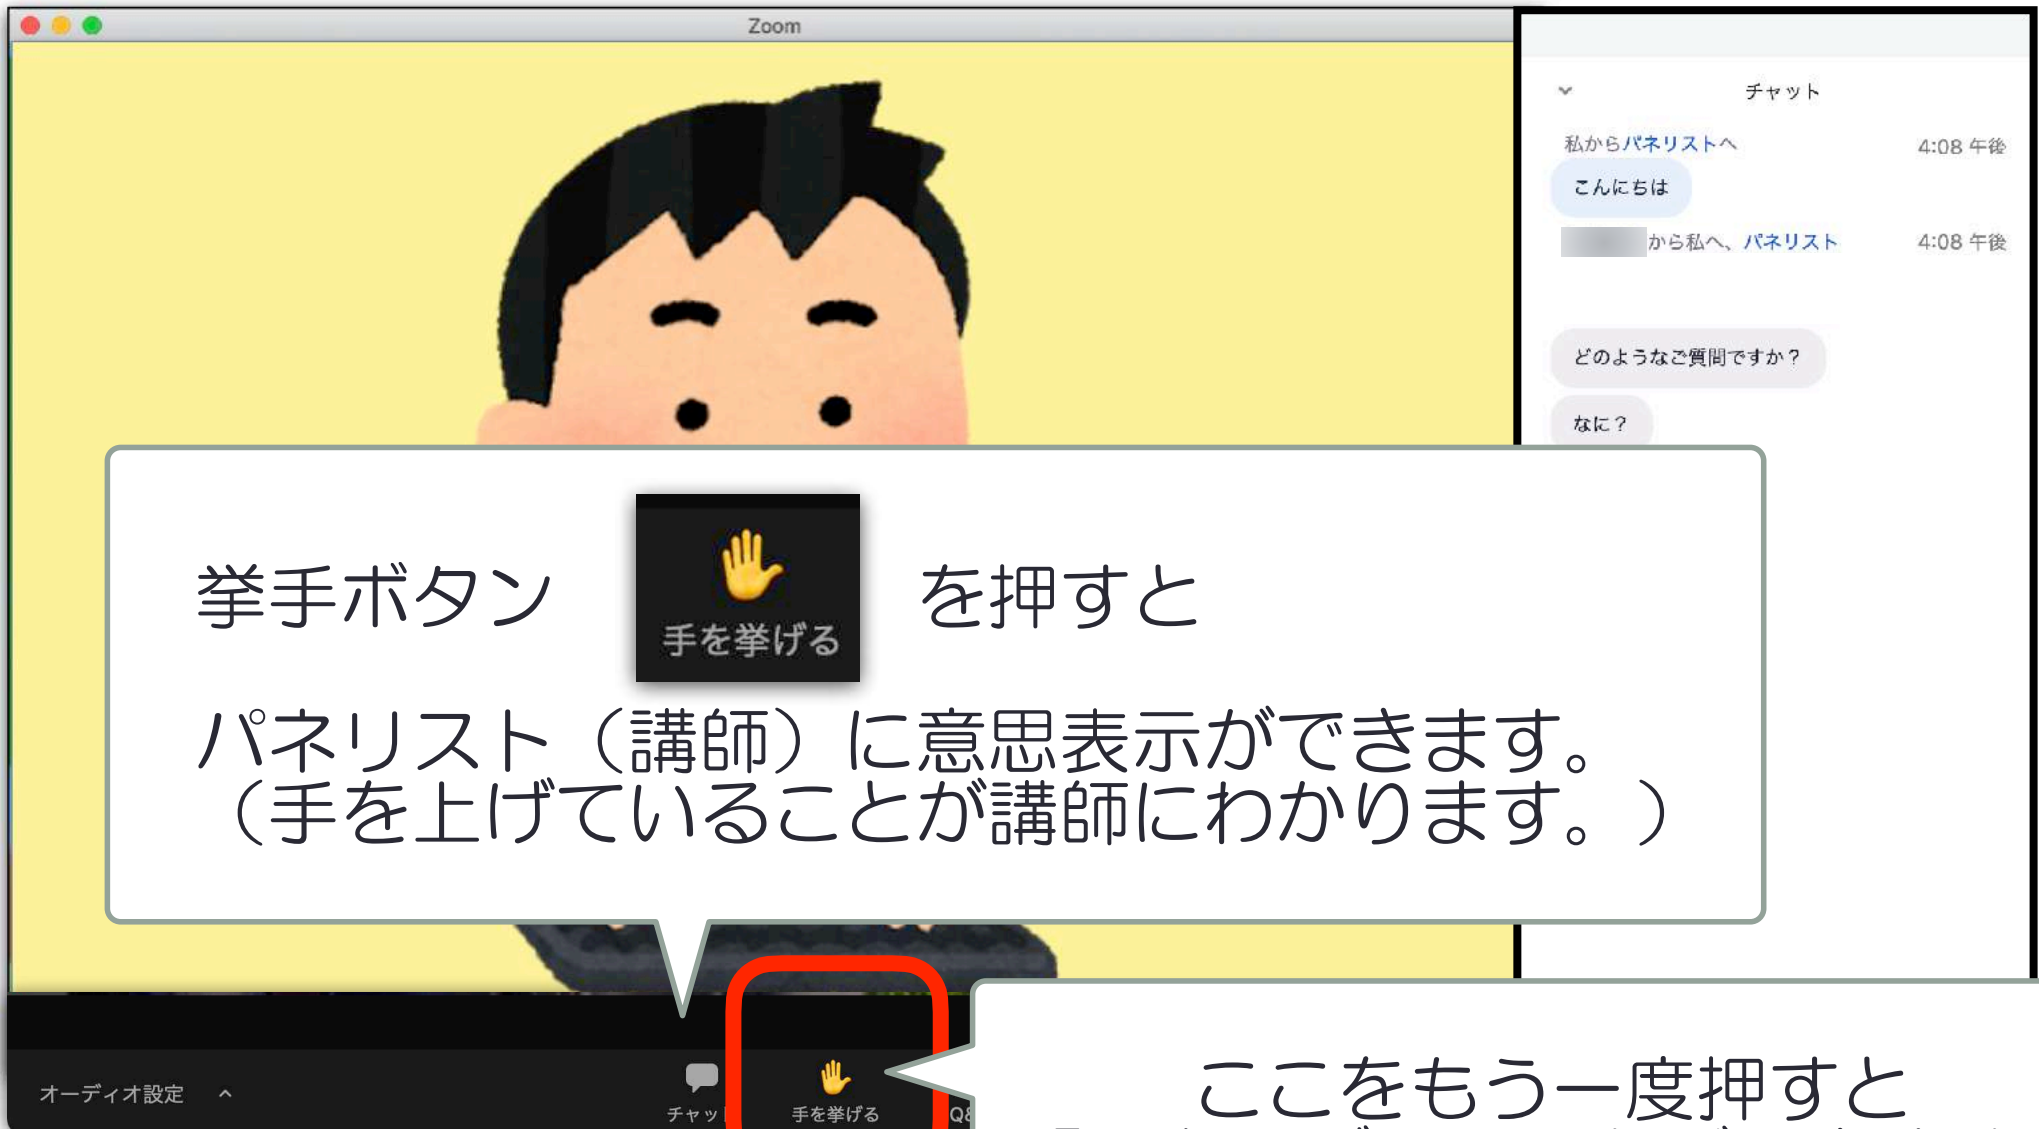 Zoom
チャット
私からパネリストへ 4:08 午後
こんにちは
から私へ、パネリスト 4:08 午後
どのようなご質問ですか？
なに？
挙手ボタン 手を挙げる を押すと
パネリスト（講師）に意思表示ができます。
（手を上げていることが講師にわかります。）
オーディオ設定
チャット
手を挙げる
ここをもう一度押すと